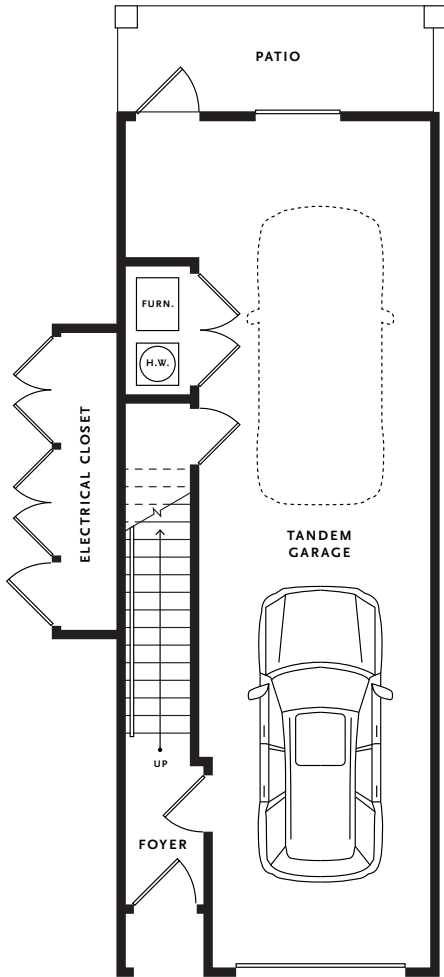 PATIO
FURN.
H.W.
ELECTRICAL CLOSET
TANDEM
GARAGE
UP
FOYER